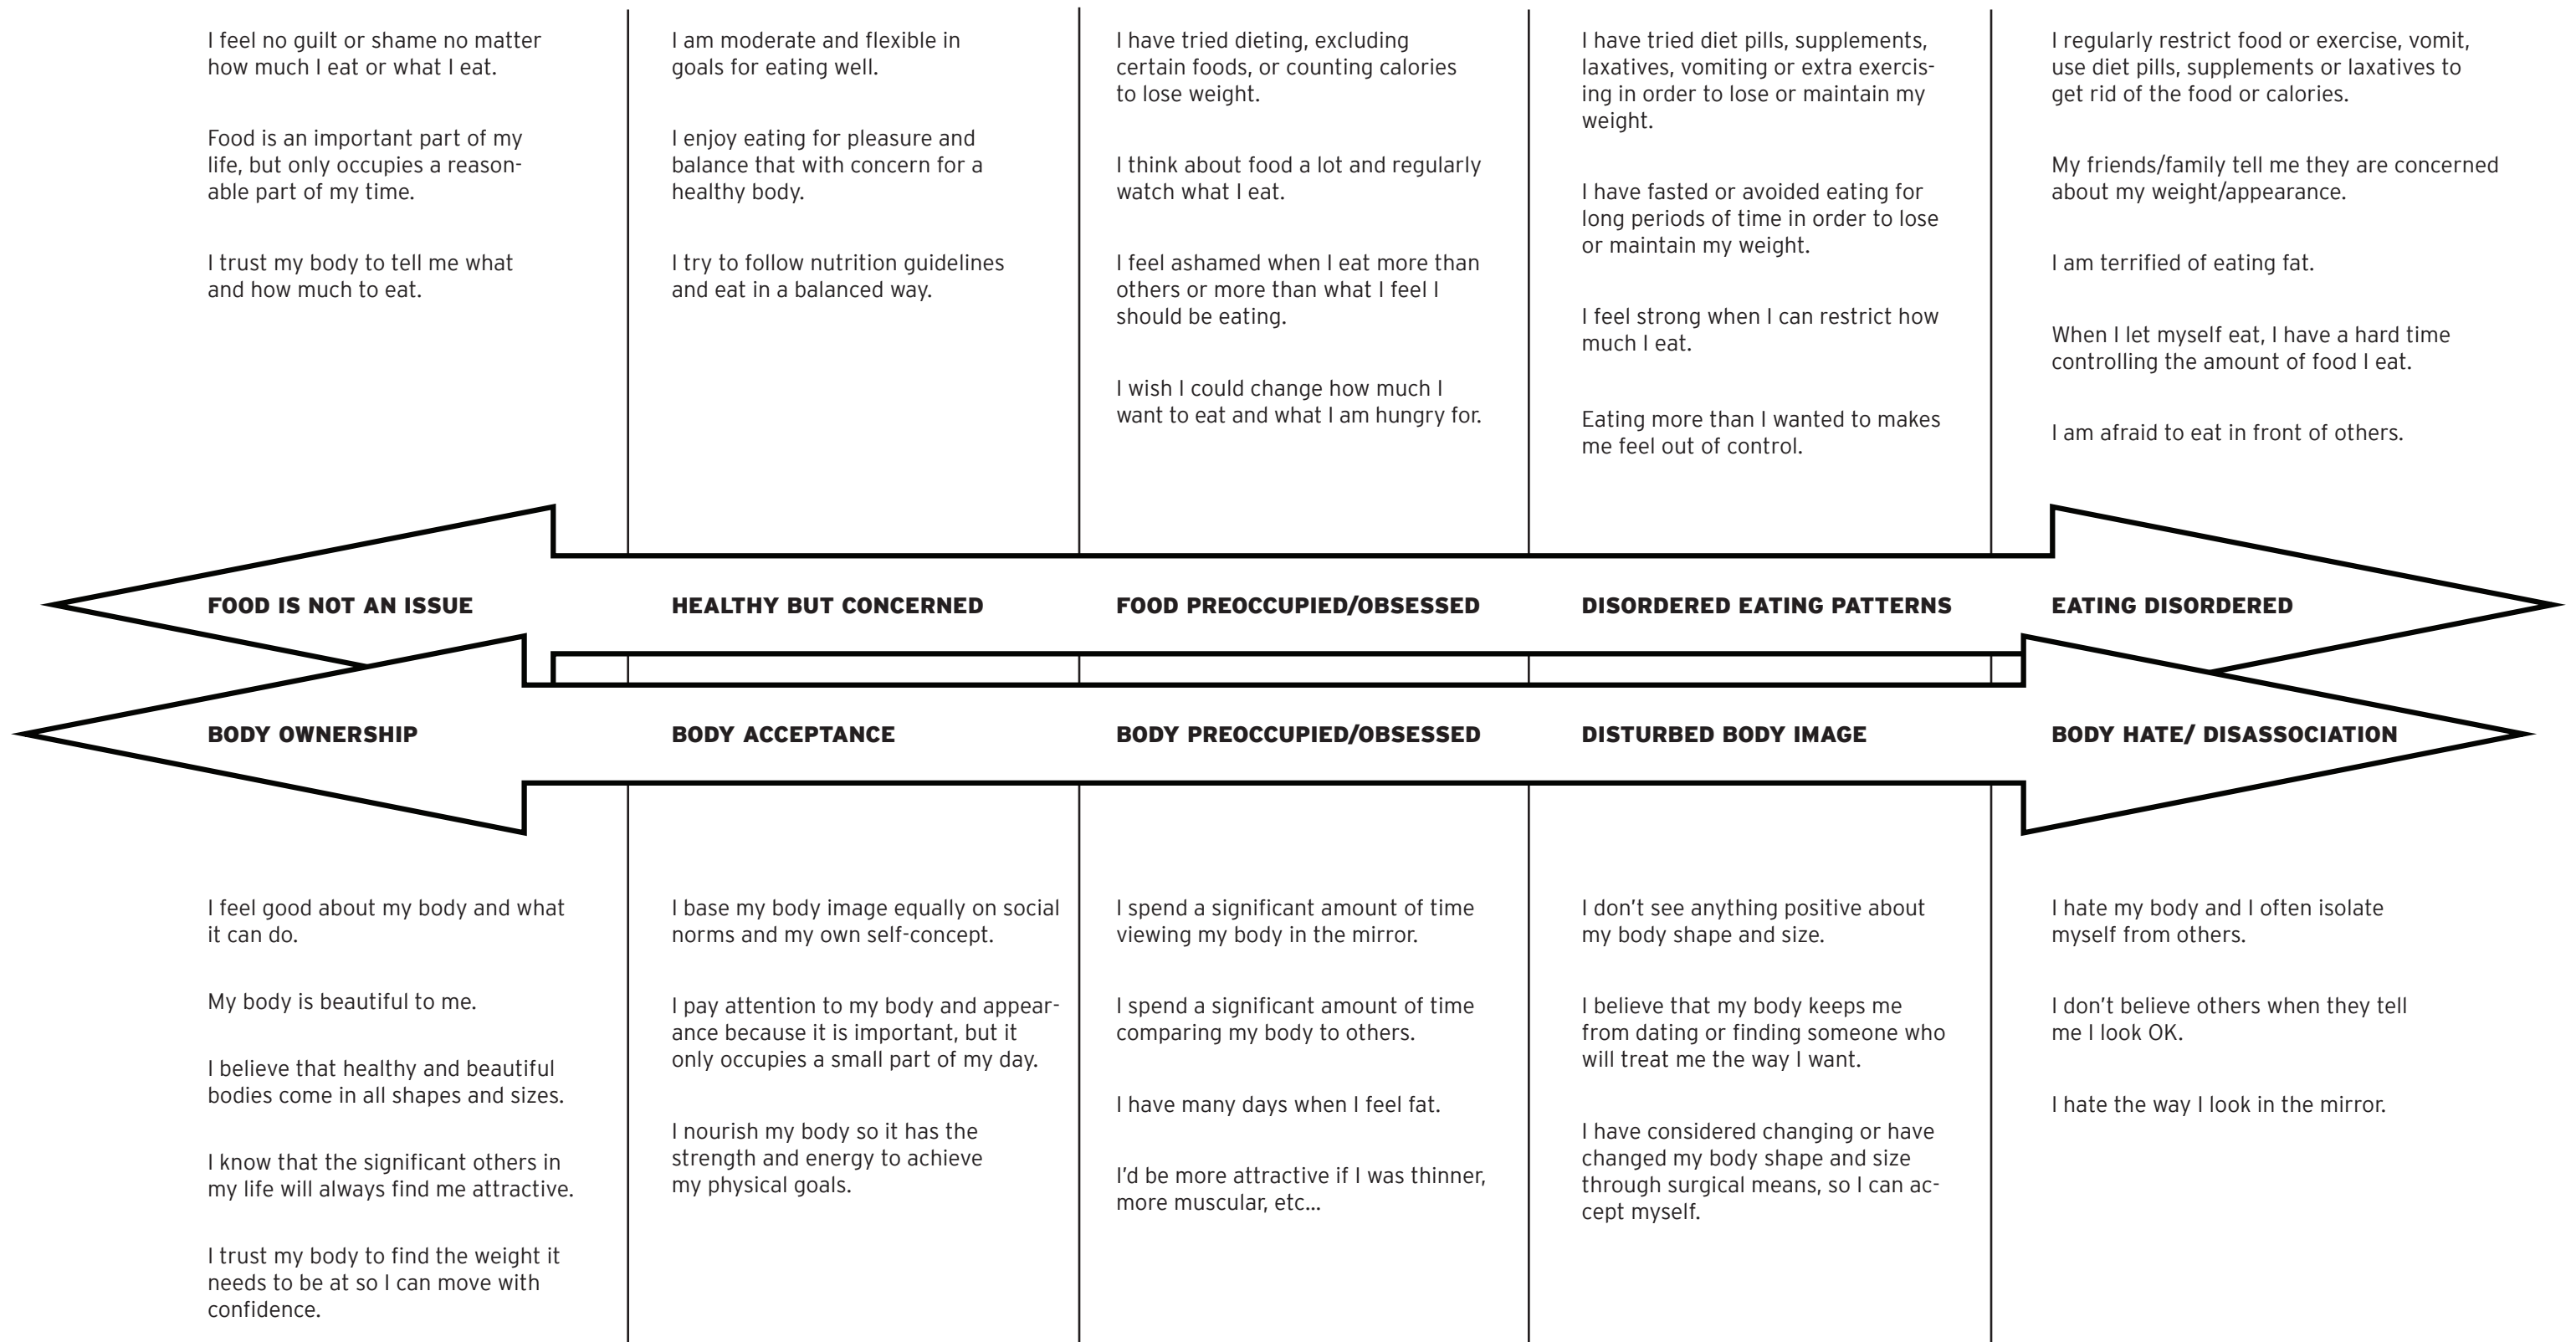 I feel no guilt or shame no matter
how much I eat or what I eat.
Food is an important part of my
life, but only occupies a reason-
able part of my time.
I trust my body to tell me what
and how much to eat.
I am moderate and flexible in
goals for eating well.
I enjoy eating for pleasure and
balance that with concern for a
healthy body.
I try to follow nutrition guidelines
and eat in a balanced way.
I have tried dieting, excluding
certain foods, or counting calories
to lose weight.
I think about food a lot and regularly
watch what I eat.
I feel ashamed when I eat more than
others or more than what I feel I
should be eating.
I wish I could change how much I
want to eat and what I am hungry for.
I have tried diet pills, supplements,
laxatives, vomiting or extra exercis-
ing in order to lose or maintain my
weight.
I have fasted or avoided eating for
long periods of time in order to lose
or maintain my weight.
I feel strong when I can restrict how
much I eat.
Eating more than I wanted to makes
me feel out of control.
I regularly restrict food or exercise, vomit,
use diet pills, supplements or laxatives to
get rid of the food or calories.
My friends/family tell me they are concerned
about my weight/appearance.
I am terrified of eating fat.
When I let myself eat, I have a hard time
controlling the amount of food I eat.
I am afraid to eat in front of others.
FOOD IS NOT AN ISSUE
HEALTHY BUT CONCERNED
FOOD PREOCCUPIED/OBSESSED
DISORDERED EATING PATTERNS
EATING DISORDERED
BODY OWNERSHIP
BODY ACCEPTANCE
BODY PREOCCUPIED/OBSESSED
DISTURBED BODY IMAGE
BODY HATE/ DISASSOCIATION
I feel good about my body and what
it can do.
My body is beautiful to me.
I believe that healthy and beautiful
bodies come in all shapes and sizes.
I know that the significant others in
my life will always find me attractive.
I trust my body to find the weight it
needs to be at so I can move with
confidence.
I base my body image equally on social
norms and my own self-concept.
I pay attention to my body and appear-
ance because it is important, but it
only occupies a small part of my day.
I nourish my body so it has the
strength and energy to achieve
my physical goals.
I spend a significant amount of time
viewing my body in the mirror.
I spend a significant amount of time
comparing my body to others.
I have many days when I feel fat.
I'd be more attractive if I was thinner,
more muscular, etc...
I don't see anything positive about
my body shape and size.
I believe that my body keeps me
from dating or finding someone who
will treat me the way I want.
I have considered changing or have
changed my body shape and size
through surgical means, so I can ac-
cept myself.
I hate my body and I often isolate
myself from others.
I don't believe others when they tell
me I look OK.
I hate the way I look in the mirror.